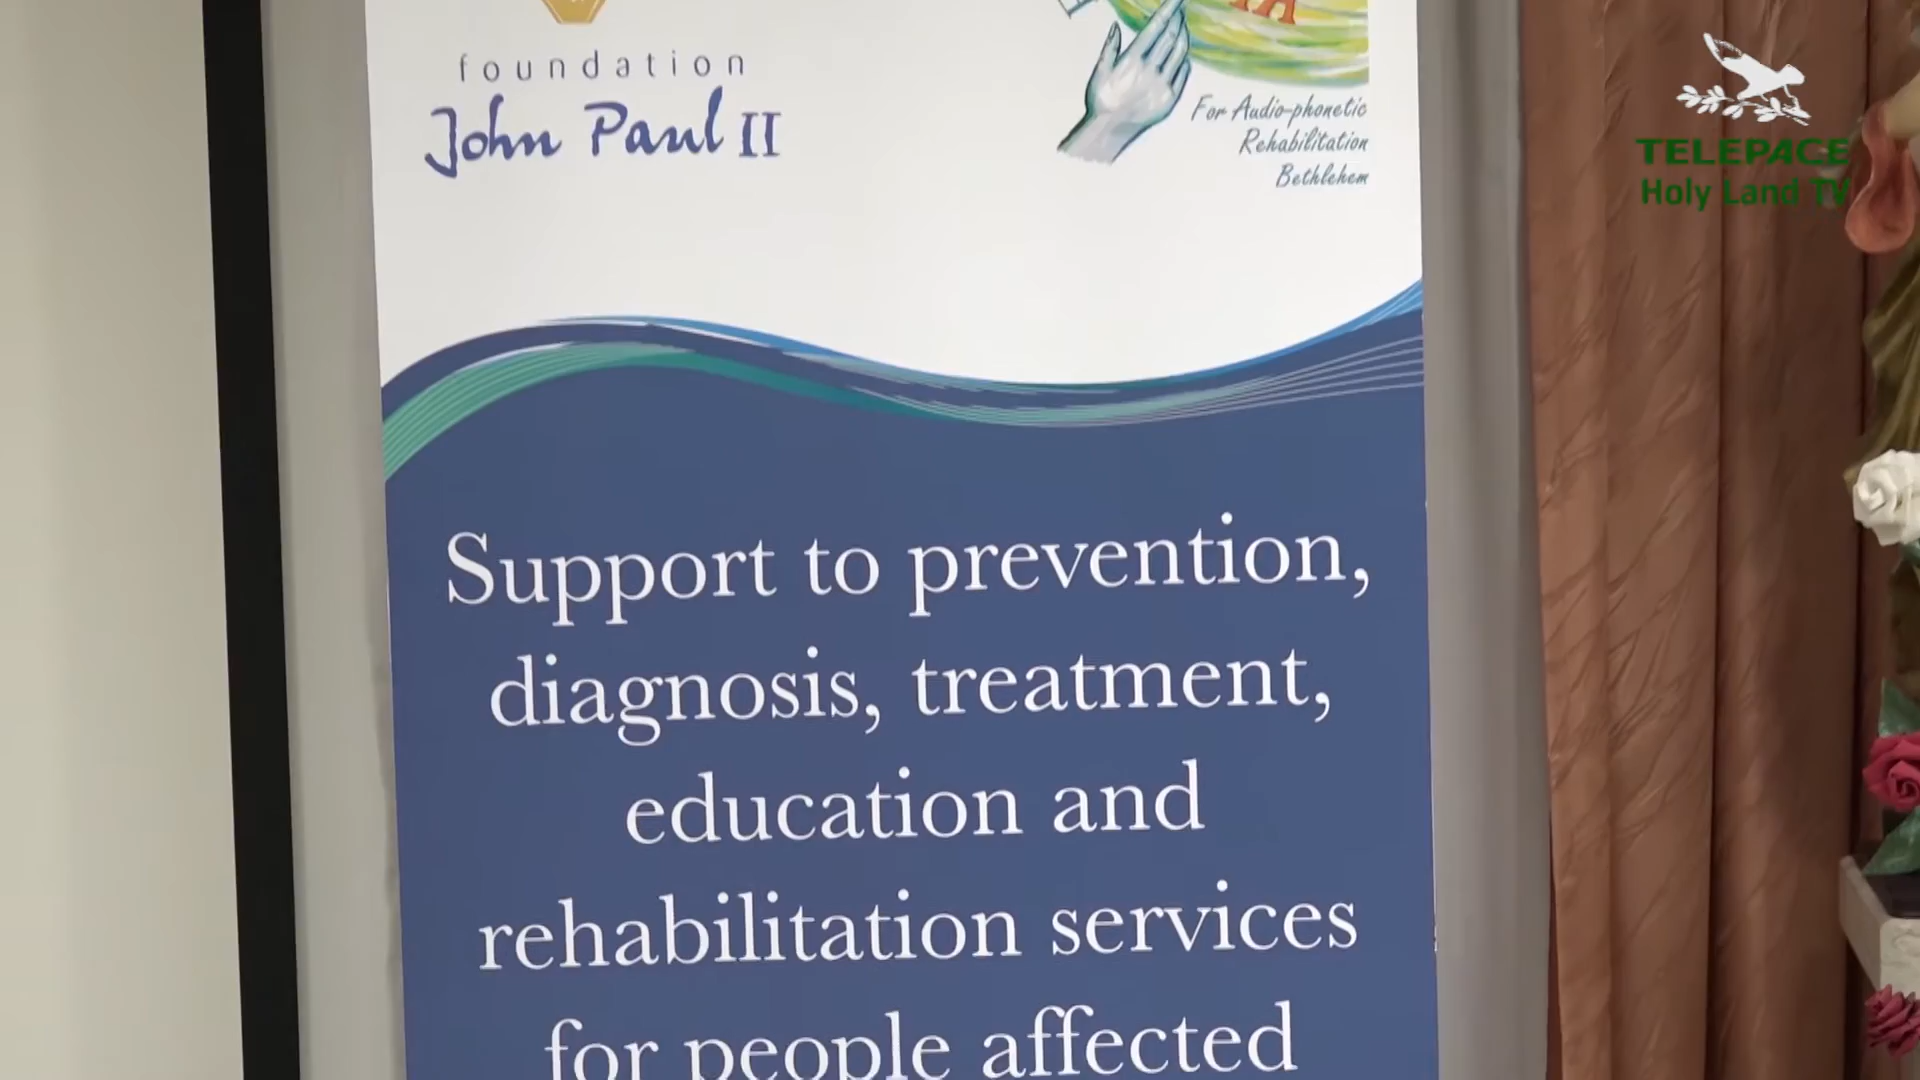 foundation
John Paul II
For Audio-phonetic
Rehabilitation
Bethlehem
TELEPACE
Holy Land TV
Support to prevention,
diagnosis, treatment,
education and
rehabilitation services
for people affected